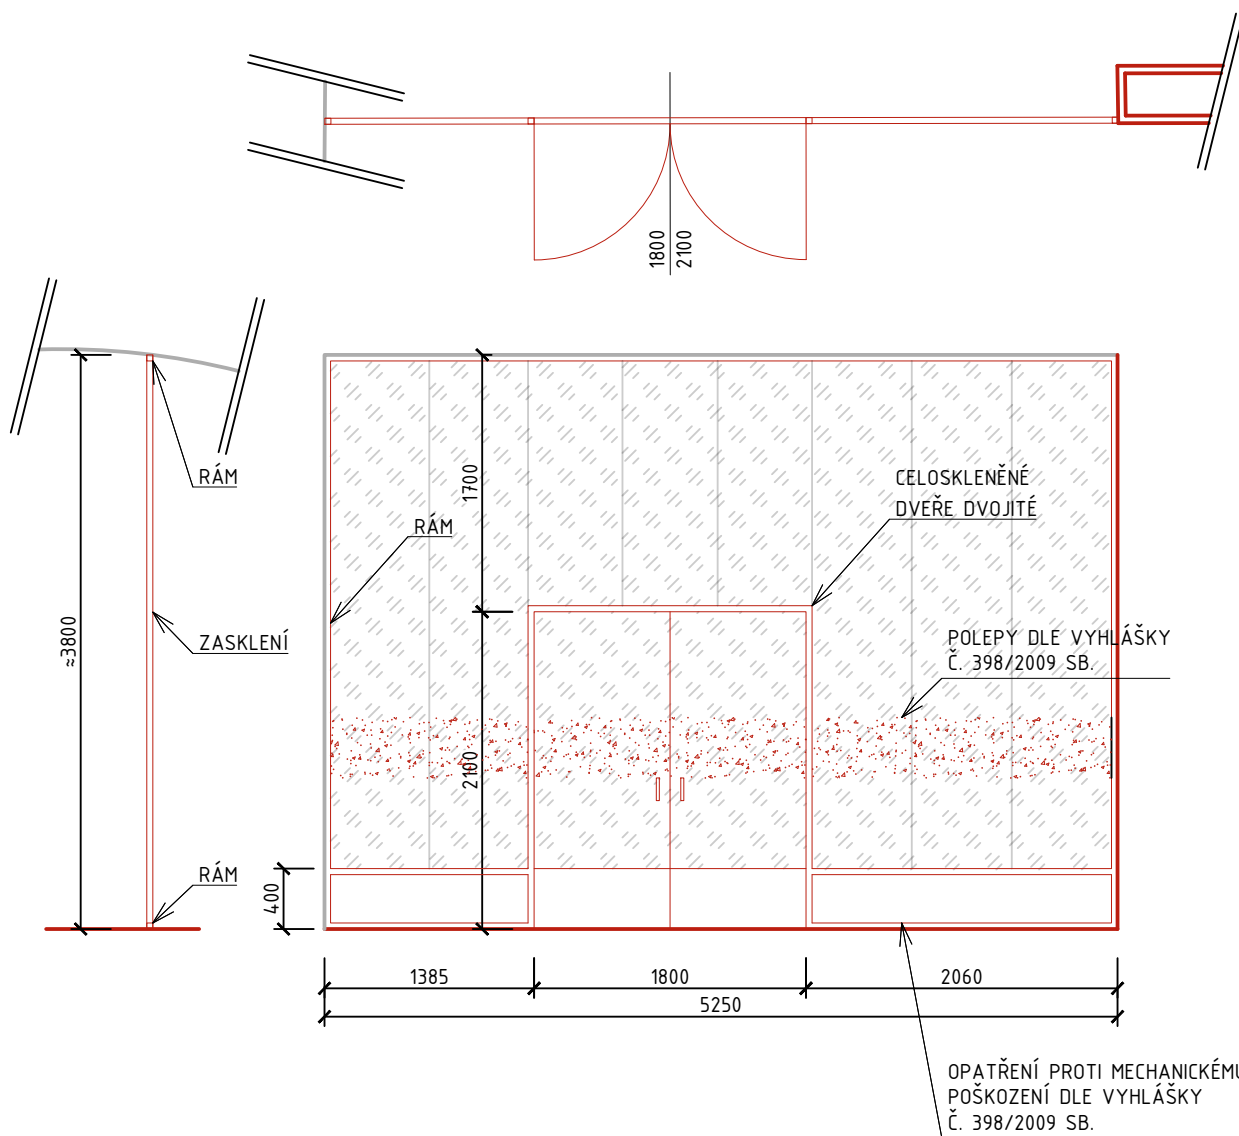 1800
2100
RÁM
≈3800
ZASKLENÍ
RÁM
1700
RÁM
CELOSKLENĚNÉ
DVEŘE DVOJITÉ
POLEPY DLE VYHLÁŠKY
Č. 398/2009 SB.
2100
400
1385
1800
2060
5250
OPATŘENÍ PROTI MECHANICKÉMU
POŠKOZENÍ DLE VYHLÁŠKY
Č. 398/2009 SB.